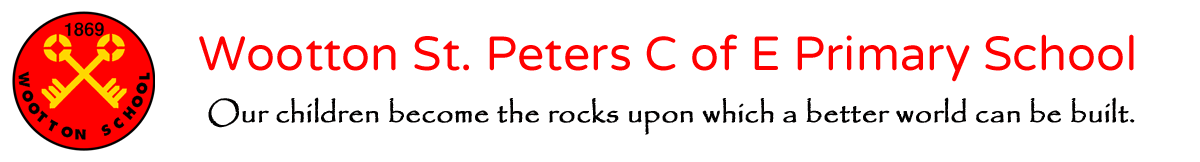 1869
WOOTTON SCHOOL
Wootton St. Peters C of E Primary School
Our children become the rocks upon which a better world can be built.